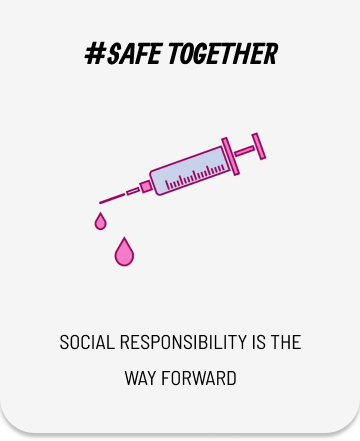 #SAFE TOGETHER
SOCIAL RESPONSIBILITY IS THE
WAY FORWARD